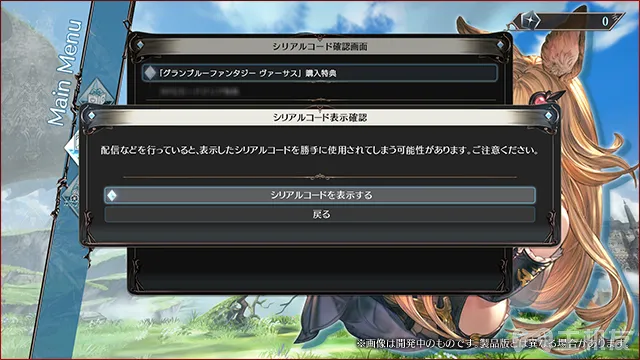 Main Menu
0
シリアルコード確認画面
「グランブルーファンタジー ヴァーサス」 購入特典
シリアルコード表示確認
配信などを行っていると、表示したシリアルコードを勝手に使用されてしまう可能性があります。ご注意ください。
シリアルコードを表示する
戻る
※画像は開発中のものです。製品版とは異なる場合があります。